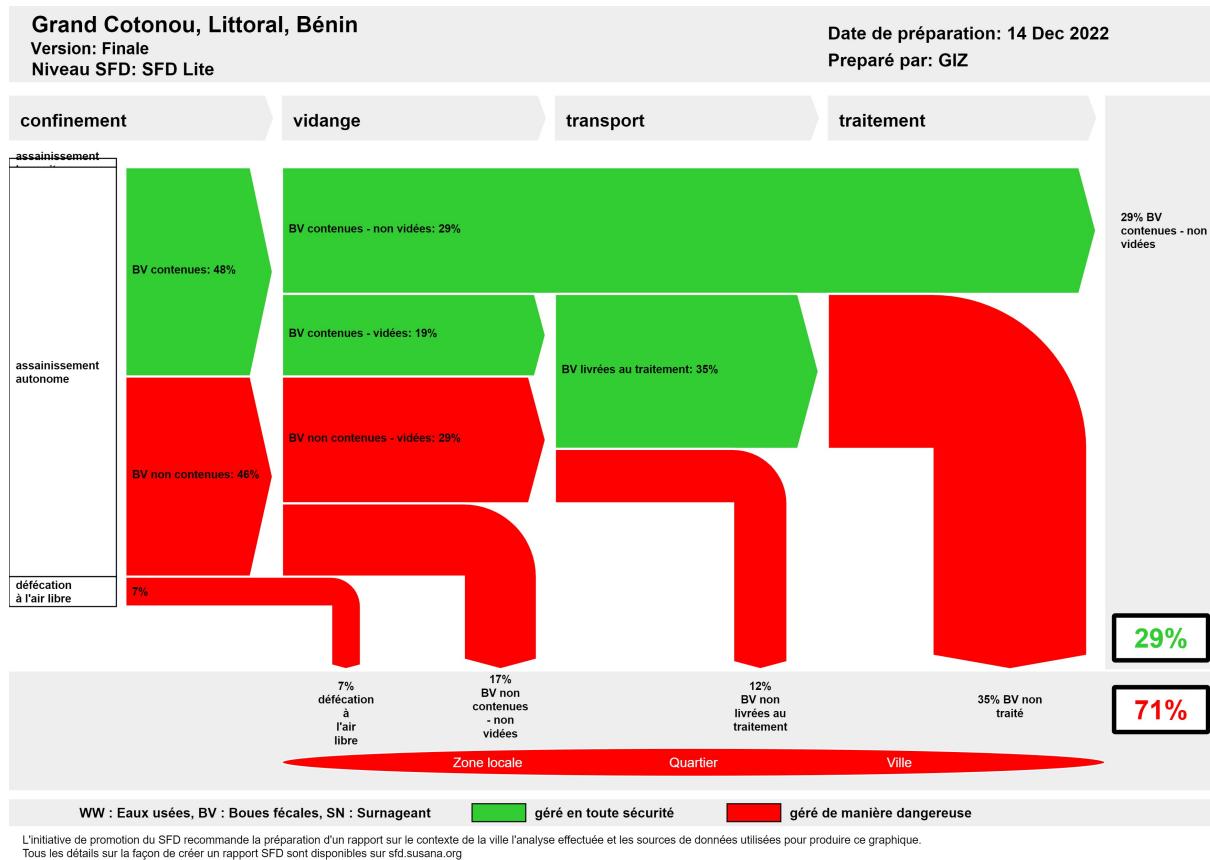 Grand Cotonou, Littoral, Bénin
Version: Finale
Niveau SFD: SFD Lite
Date de préparation: 14 Dec 2022
Preparé par: GIZ
confinement
vidange
transport
traitement
assainissement
BV contenues: 48%
BV contenues - non vidées: 29%
29% BV
contenues - non
vidées
BV contenues - vidées: 19%
BV livrées au traitement: 35%
assainissement
autonome
BV non contenues: 46%
BV non contenues - vidées: 29%
défécation
à l'air libre
7%
29%
71%
7%
défécation
à
l'air
libre
17%
BV non
contenues
- non
vidées
12%
BV non
livrées au
traitement
35% BV non
traité
Zone locale
Quartier
Ville
WW : Eaux usées, BV : Boues fécales, SN : Surnageant
géré en toute sécurité
géré de manière dangereuse
L'initiative de promotion du SFD recommande la préparation d'un rapport sur le contexte de la ville l'analyse effectuée et les sources de données utilisées pour produire ce graphique.
Tous les détails sur la façon de créer un rapport SFD sont disponibles sur sfd.susana.org